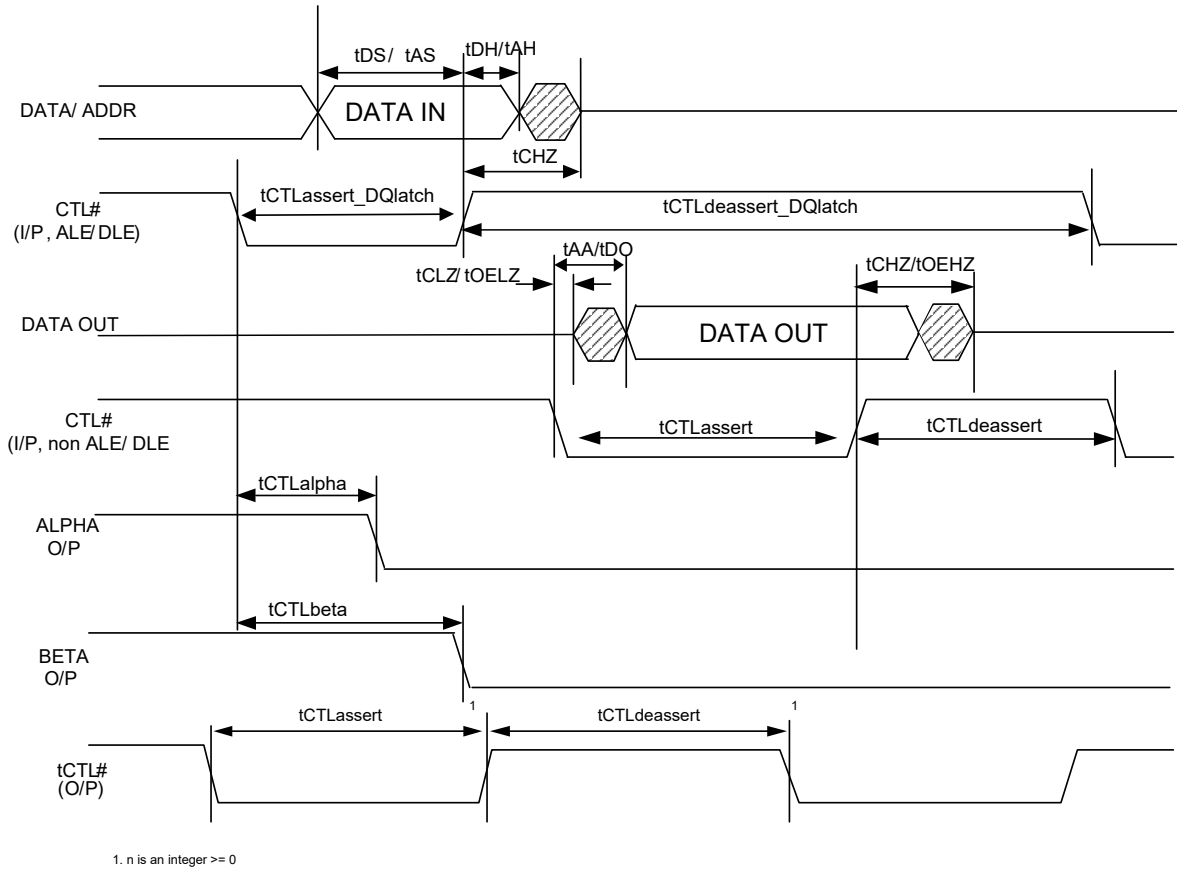 tDS/ tAS
tDH/tAH
DATA/ ADDR
DATA IN
tCHZ
CTL#
(I/P, ALE/ DLE)
tCTLassert_DQlatch
tCTLdeassert_DQlatch
tAA/tDO
tCLZ/ tOELZ
tCHZ/tOEHZ
DATA OUT
DATA OUT
CTL#
(I/P, non ALE/ DLE
tCTLassert
tCTLdeassert
tCTLalpha
ALPHA
O/P
tCTLbeta
BETA
O/P
tCTLassert
1
tCTLdeassert
1
tCTL#
(O/P)
1. n is an integer >= 0